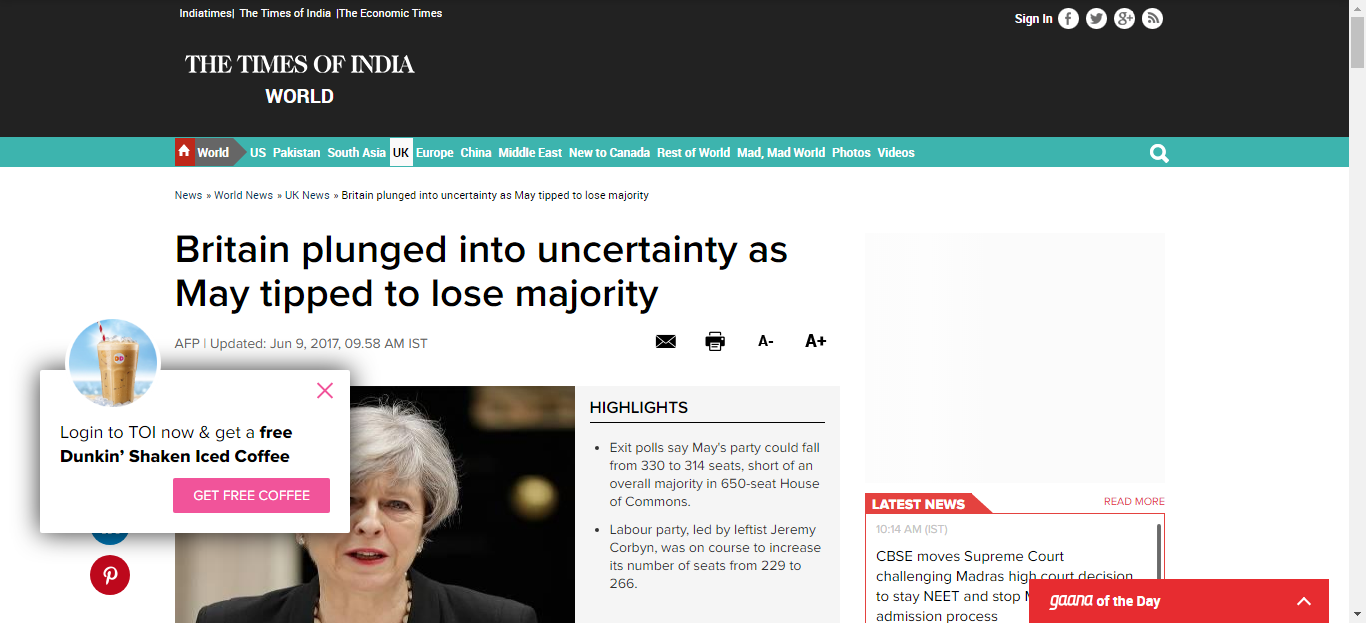 Indiatimes| The Times of India |The Economic Times
Sign In
THE TIMES OF INDIA
WORLD
World US Pakistan South Asia UK Europe China Middle East New to Canada Rest of World Mad, Mad World Photos Videos
News » World News » UK News » Britain plunged into uncertainty as May tipped to lose majority
Britain plunged into uncertainty as
May tipped to lose majority
AFP | Updated: Jun 9, 2017, 09.58 AM IST
A- A+
Login to TOI now & get a free
Dunkin’ Shaken Iced Coffee
GET FREE COFFEE
HIGHLIGHTS
• Exit polls say May's party could fall
from 330 to 314 seats, short of an
overall majority in 650-seat House
of Commons.
• Labour party, led by leftist Jeremy
Corbyn, was on course to increase
its number of seats from 229 to
266.
LATEST NEWS
READ MORE
10:14 AM (IST)
CBSE moves Supreme Court
challenging Madras high court decision
to stay NEET and stop
admission process
gaana of the Day